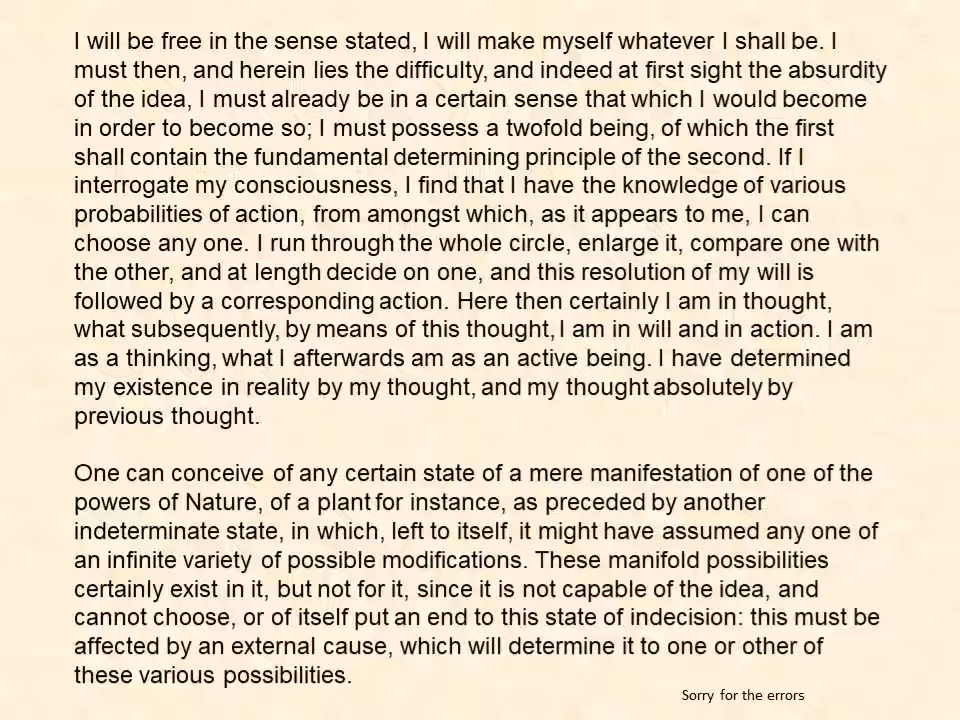 I will be free in the sense stated, I will make myself whatever I shall be. I
must then, and herein lies the difficulty, and indeed at first sight the absurdity
of the idea, I must already be in a certain sense that which I would become
in order to become so; I must possess a twofold being, of which the first
shall contain the fundamental determining principle of the second. If I
interrogate my consciousness, I find that I have the knowledge of various
probabilities of action, from amongst which, as it appears to me, I can
choose any one. I run through the whole circle, enlarge it, compare one with
the other, and at length decide on one, and this resolution of my will is
followed by a corresponding action. Here then certainly I am in thought,
what subsequently, by means of this thought, I am in will and in action. I am
as a thinking, what I afterwards am as an active being. I have determined
my existence in reality by my thought, and my thought absolutely by
previous thought.
One can conceive of any certain state of a mere manifestation of one of the
powers of Nature, of a plant for instance, as preceded by another
indeterminate state, in which, left to itself, it might have assumed any one of
an infinite variety of possible modifications. These manifold possibilities
certainly exist in it, but not for it, since it is not capable of the idea, and
cannot choose, or of itself put an end to this state of indecision: this must be
affected by an external cause, which will determine it to one or other of
these various possibilities.
Sorry for the errors